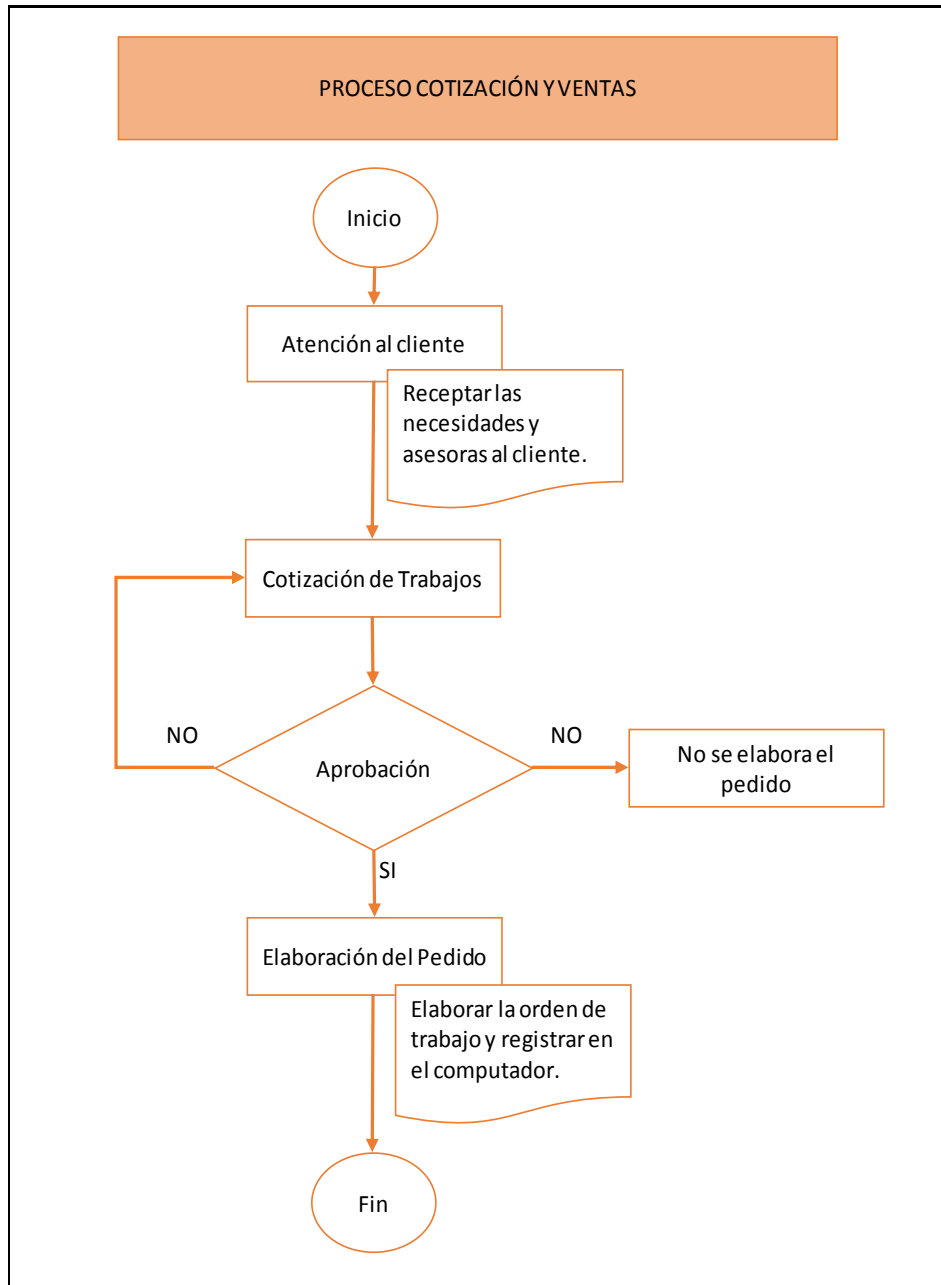 PROCESO COTIZACIÓN Y VENTAS
Inicio
Atención al cliente
Receptar las
necesidades y
asesoras al cliente.
Cotización de Trabajos
NO
Aprobación
NO
No se elabora el
pedido
SI
Elaboración del Pedido
Elaborar la orden de
trabajo y registrar en
el computador.
Fin